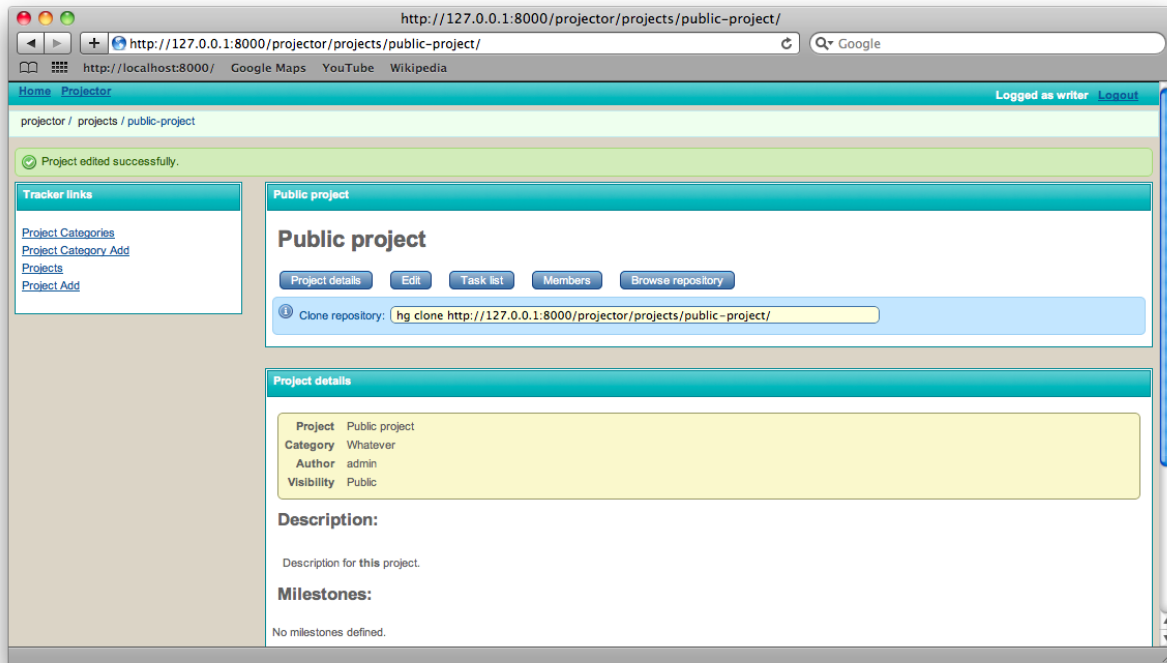 http://127.0.0.1:8000/projector/projects/public-project/
http://127.0.0.1:8000/projector/projects/public-project/ Google
http://localhost:8000/ Google Maps YouTube Wikipedia
Home Projector Logged as writer Logout
projector / projects / public-project
Project edited successfully.
Tracker links
Project Categories
Project Category Add
Projects
Project Add
Public project
Public project
Project details Edit Task list Members Browse repository
Clone repository: hg clone http://127.0.0.1:8000/projector/projects/public-project/
Project details
Project Public project
Category Whatever
Author admin
Visibility Public
Description:
Description for this project.
Milestones:
No milestones defined.